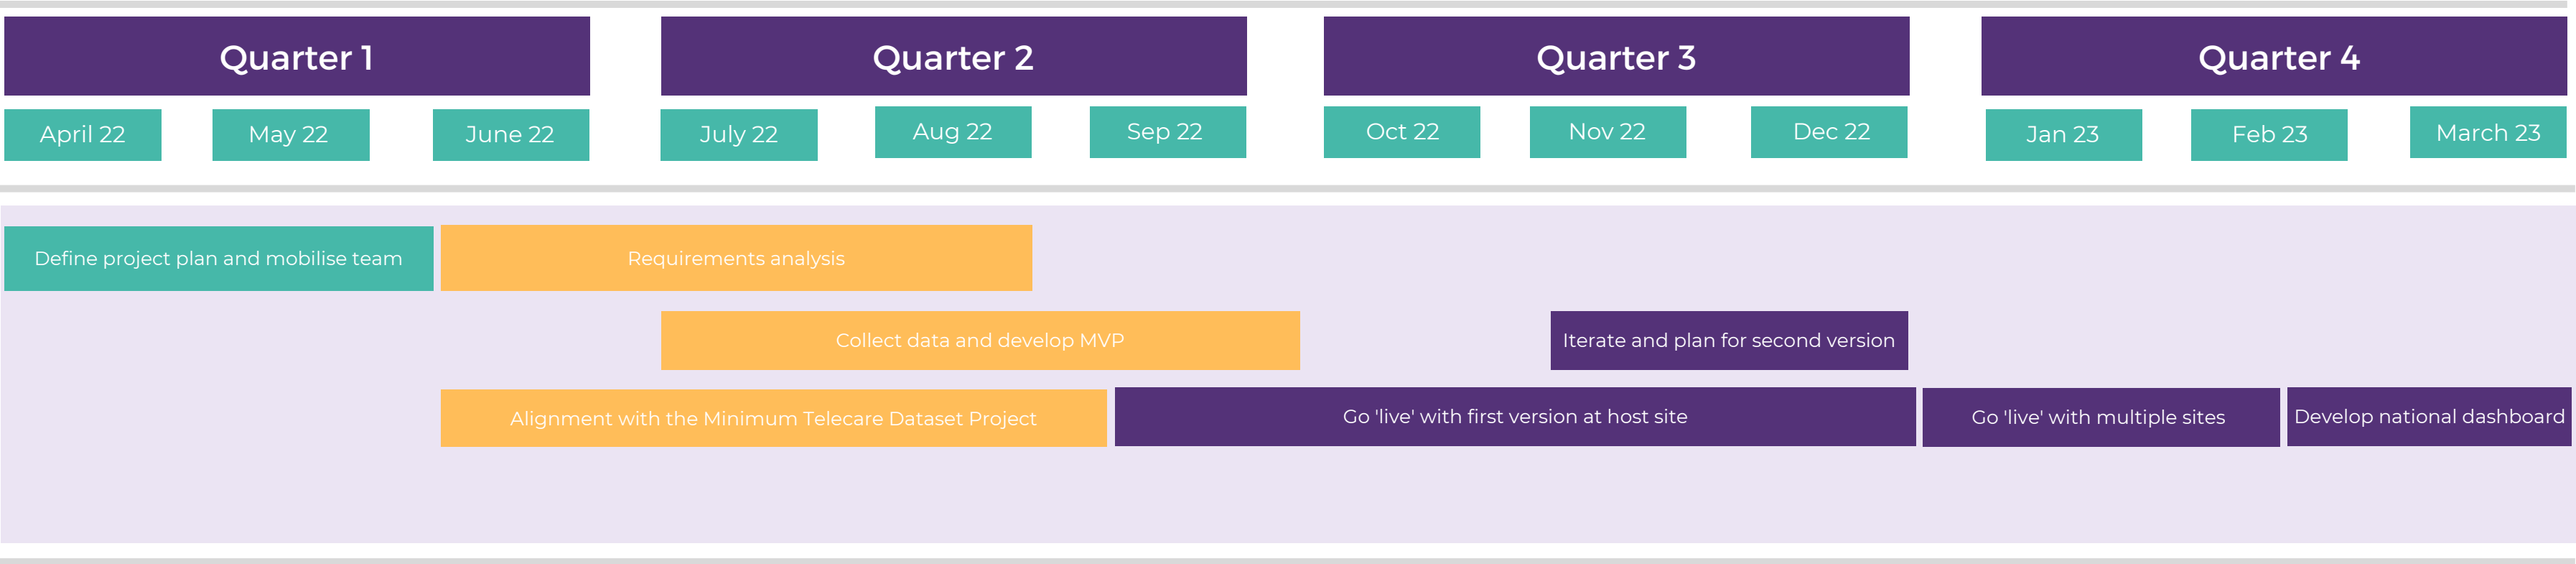 Quarter 1
Quarter 2
Quarter 3
Quarter 4
April 22
May 22
June 22
July 22
Aug 22
Sep 22
Oct 22
Nov 22
Dec 22
Jan 23
Feb 23
March 23
Define project plan and mobilise team
Requirements analysis
Collect data and develop MVP
Iterate and plan for second version
Alignment with the Minimum Telecare Dataset Project
Go 'live' with first version at host site
Go 'live' with multiple sites
Develop national dashboard